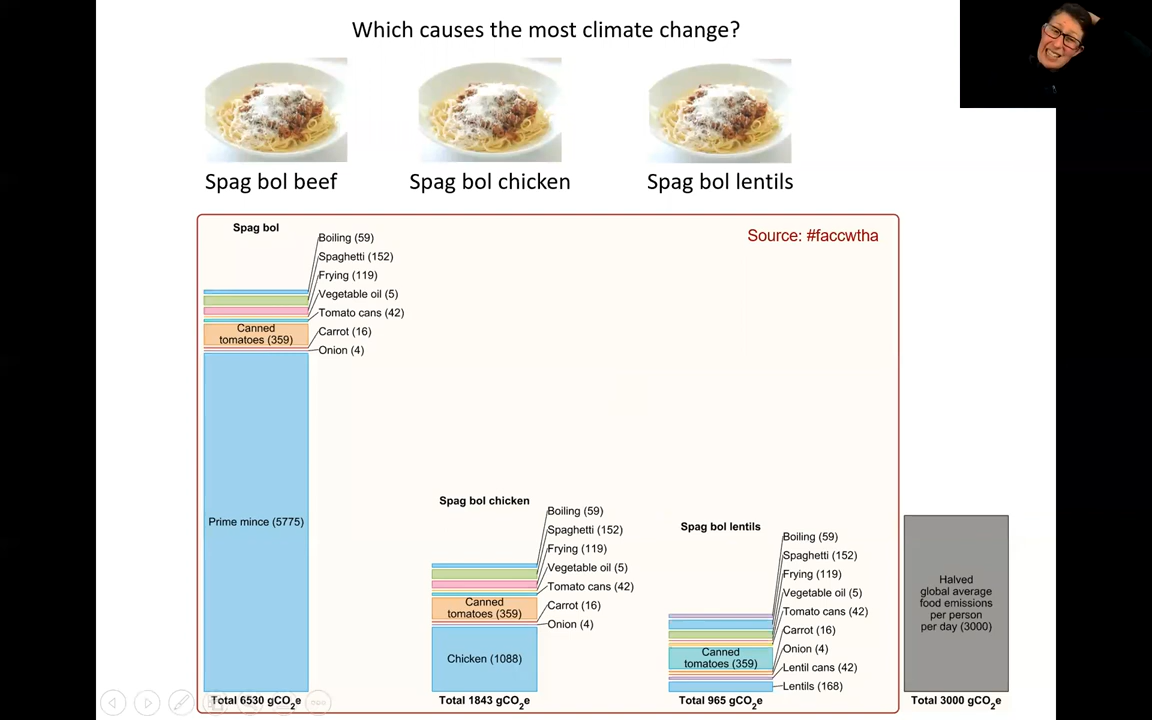 Which causes the most climate change?
Spag bol beef
Spag bol chicken
Spag bol lentils
Source: #faccwtha
Spag bol
Boiling (59)
Spaghetti (152)
Frying (119)
Vegetable oil (5)
Tomato cans (42)
Canned
tomatoes (359)
Carrot (16)
Onion (4)
Prime mince (5775)
Total 6530 gCO2e
Spag bol chicken
Boiling (59)
Spaghetti (152)
Frying (119)
Vegetable oil (5)
Tomato cans (42)
Canned
tomatoes (359)
Carrot (16)
Onion (4)
Chicken (1088)
Total 1843 gCO2e
Spag bol lentils
Boiling (59)
Spaghetti (152)
Frying (119)
Vegetable oil (5)
Tomato cans (42)
Carrot (16)
Onion (4)
Canned
tomatoes (359)
Lentil cans (42)
Lentils (168)
Total 965 gCO2e
Halved
global average
food emissions
per person
per day (3000)
Total 3000 gCO2e